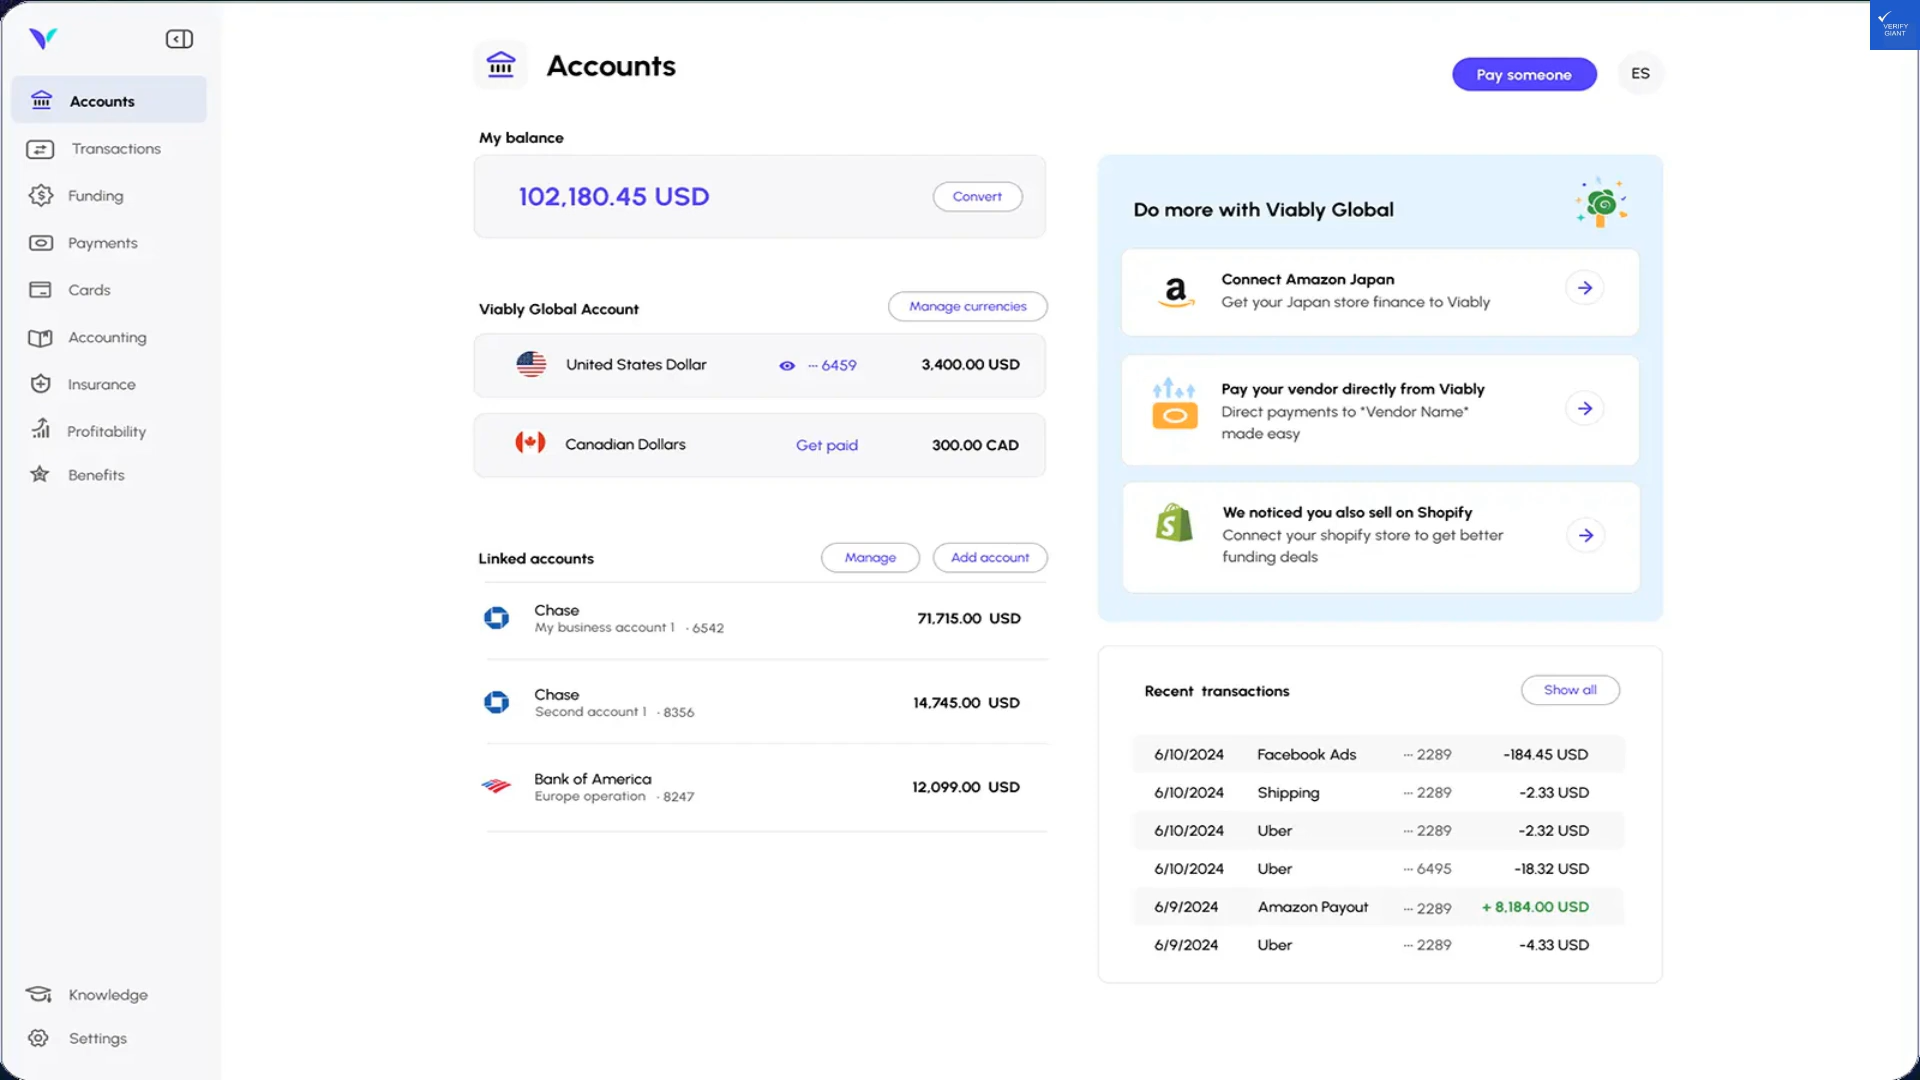 VERIFY
GIANT
Accounts
Transactions
Funding
Payments
Cards
Accounting
Insurance
Profitability
Benefits
Knowledge
Settings
Accounts
Pay someone
ES
My balance
102,180.45 USD
Convert
Viably Global Account
Manage currencies
United States Dollar ··· 6459 3,400.00 USD
Canadian Dollars Get paid 300.00 CAD
Linked accounts
Manage
Add account
Chase
My business account 1 · 6542
71,715.00 USD
Chase
Second account 1 · 8356
14,745.00 USD
Bank of America
Europe operation · 8247
12,099.00 USD
Do more with Viably Global
Connect Amazon Japan
Get your Japan store finance to Viably
Pay your vendor directly from Viably
Direct payments to *Vendor Name*
made easy
We noticed you also sell on Shopify
Connect your shopify store to get better
funding deals
Recent transactions
Show all
6/10/2024 Facebook Ads ··· 2289 -184.45 USD
6/10/2024 Shipping ··· 2289 -2.33 USD
6/10/2024 Uber ··· 2289 -2.32 USD
6/10/2024 Uber ··· 6495 -18.32 USD
6/9/2024 Amazon Payout ··· 2289 + 8,184.00 USD
6/9/2024 Uber ··· 2289 -4.33 USD